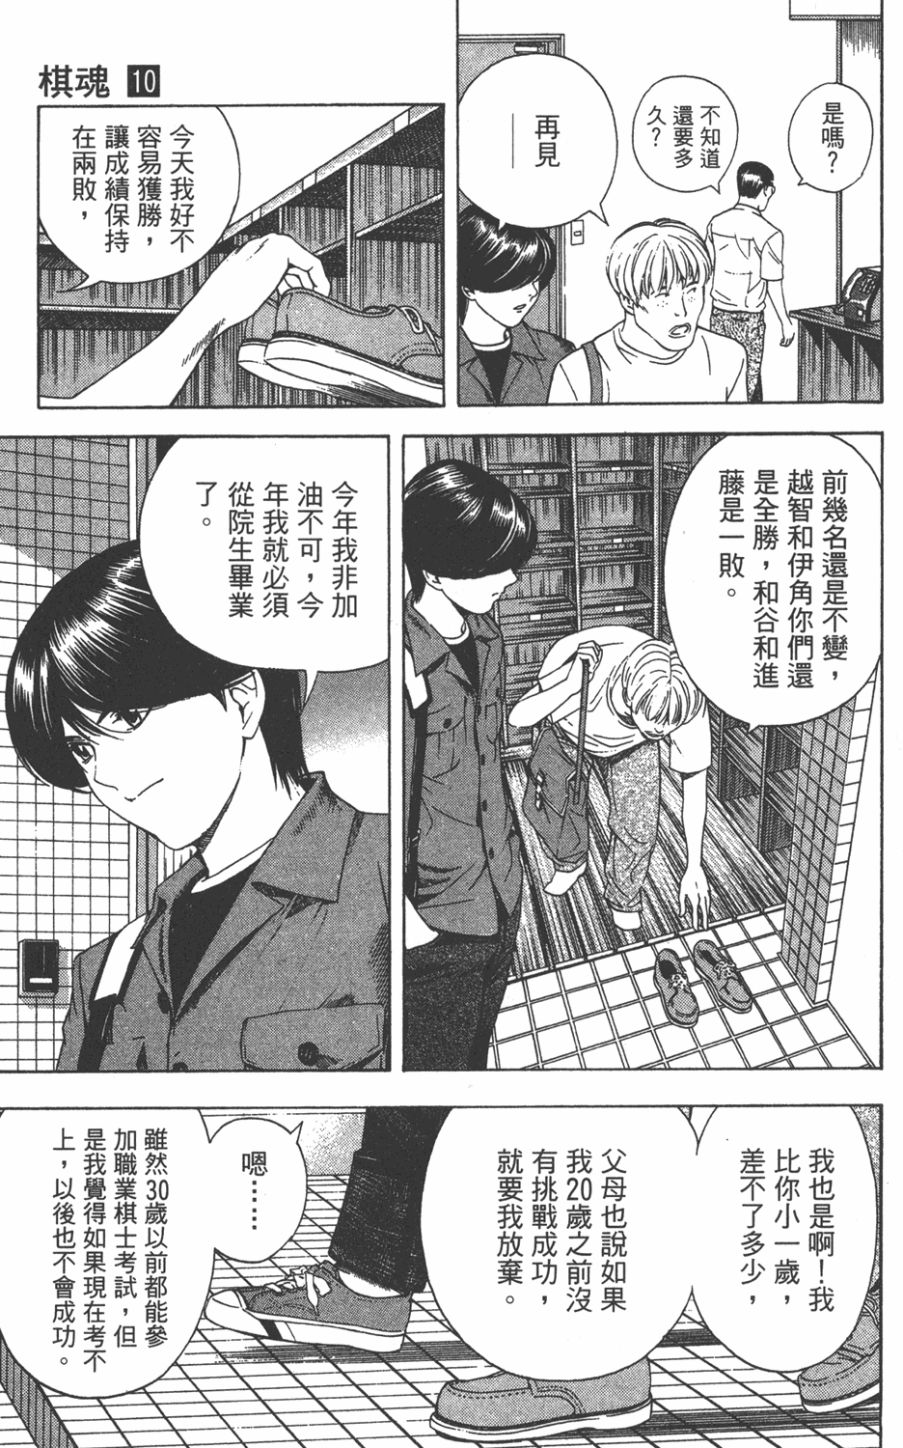 棋魂 10
是嗎？
不知道
還要多
久？
再見
——
今天我好不
容易獲勝，
讓成績保持
在兩敗，
前幾名還是不變，
越智和伊角你們還
是全勝，和谷和進
藤是一敗。
今年我非加
油不可，今
年我就必須
從院生畢業
了。
我也是啊！我
比你小一歲，
差不了多少，
父母也說如果
我20歲之前沒
有挑戰成功，
就要我放棄。
嗯……
雖然30歲以前都能參
加職業棋士考試，但
是我覺得如果現在考不
上，以後也不會成功。